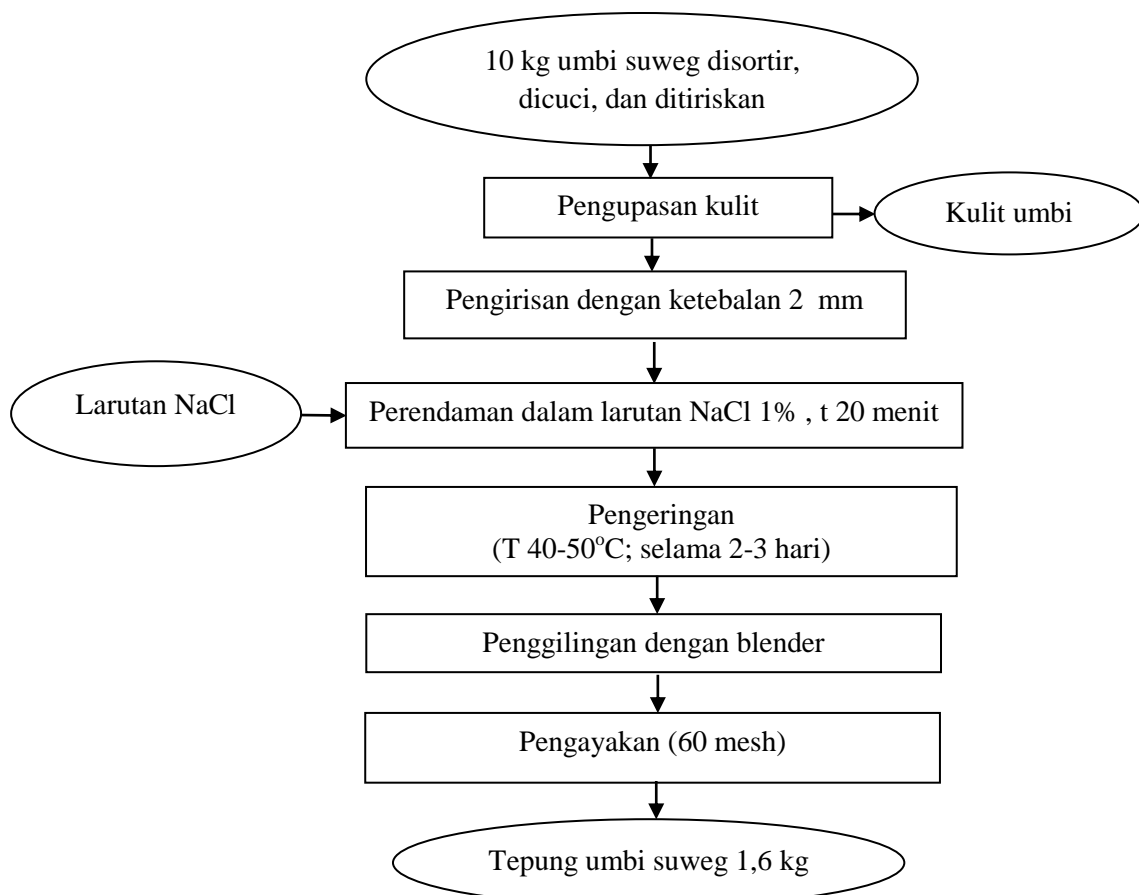 10 kg umbi suweg disortir,
dicuci, dan ditiriskan
Pengupasan kulit
Kulit umbi
Pengirisan dengan ketebalan 2 mm
Larutan NaCl
Perendaman dalam larutan NaCl 1% , t 20 menit
Pengeringan
(T 40-50°C; selama 2-3 hari)
Penggilingan dengan blender
Pengayakan (60 mesh)
Tepung umbi suweg 1,6 kg